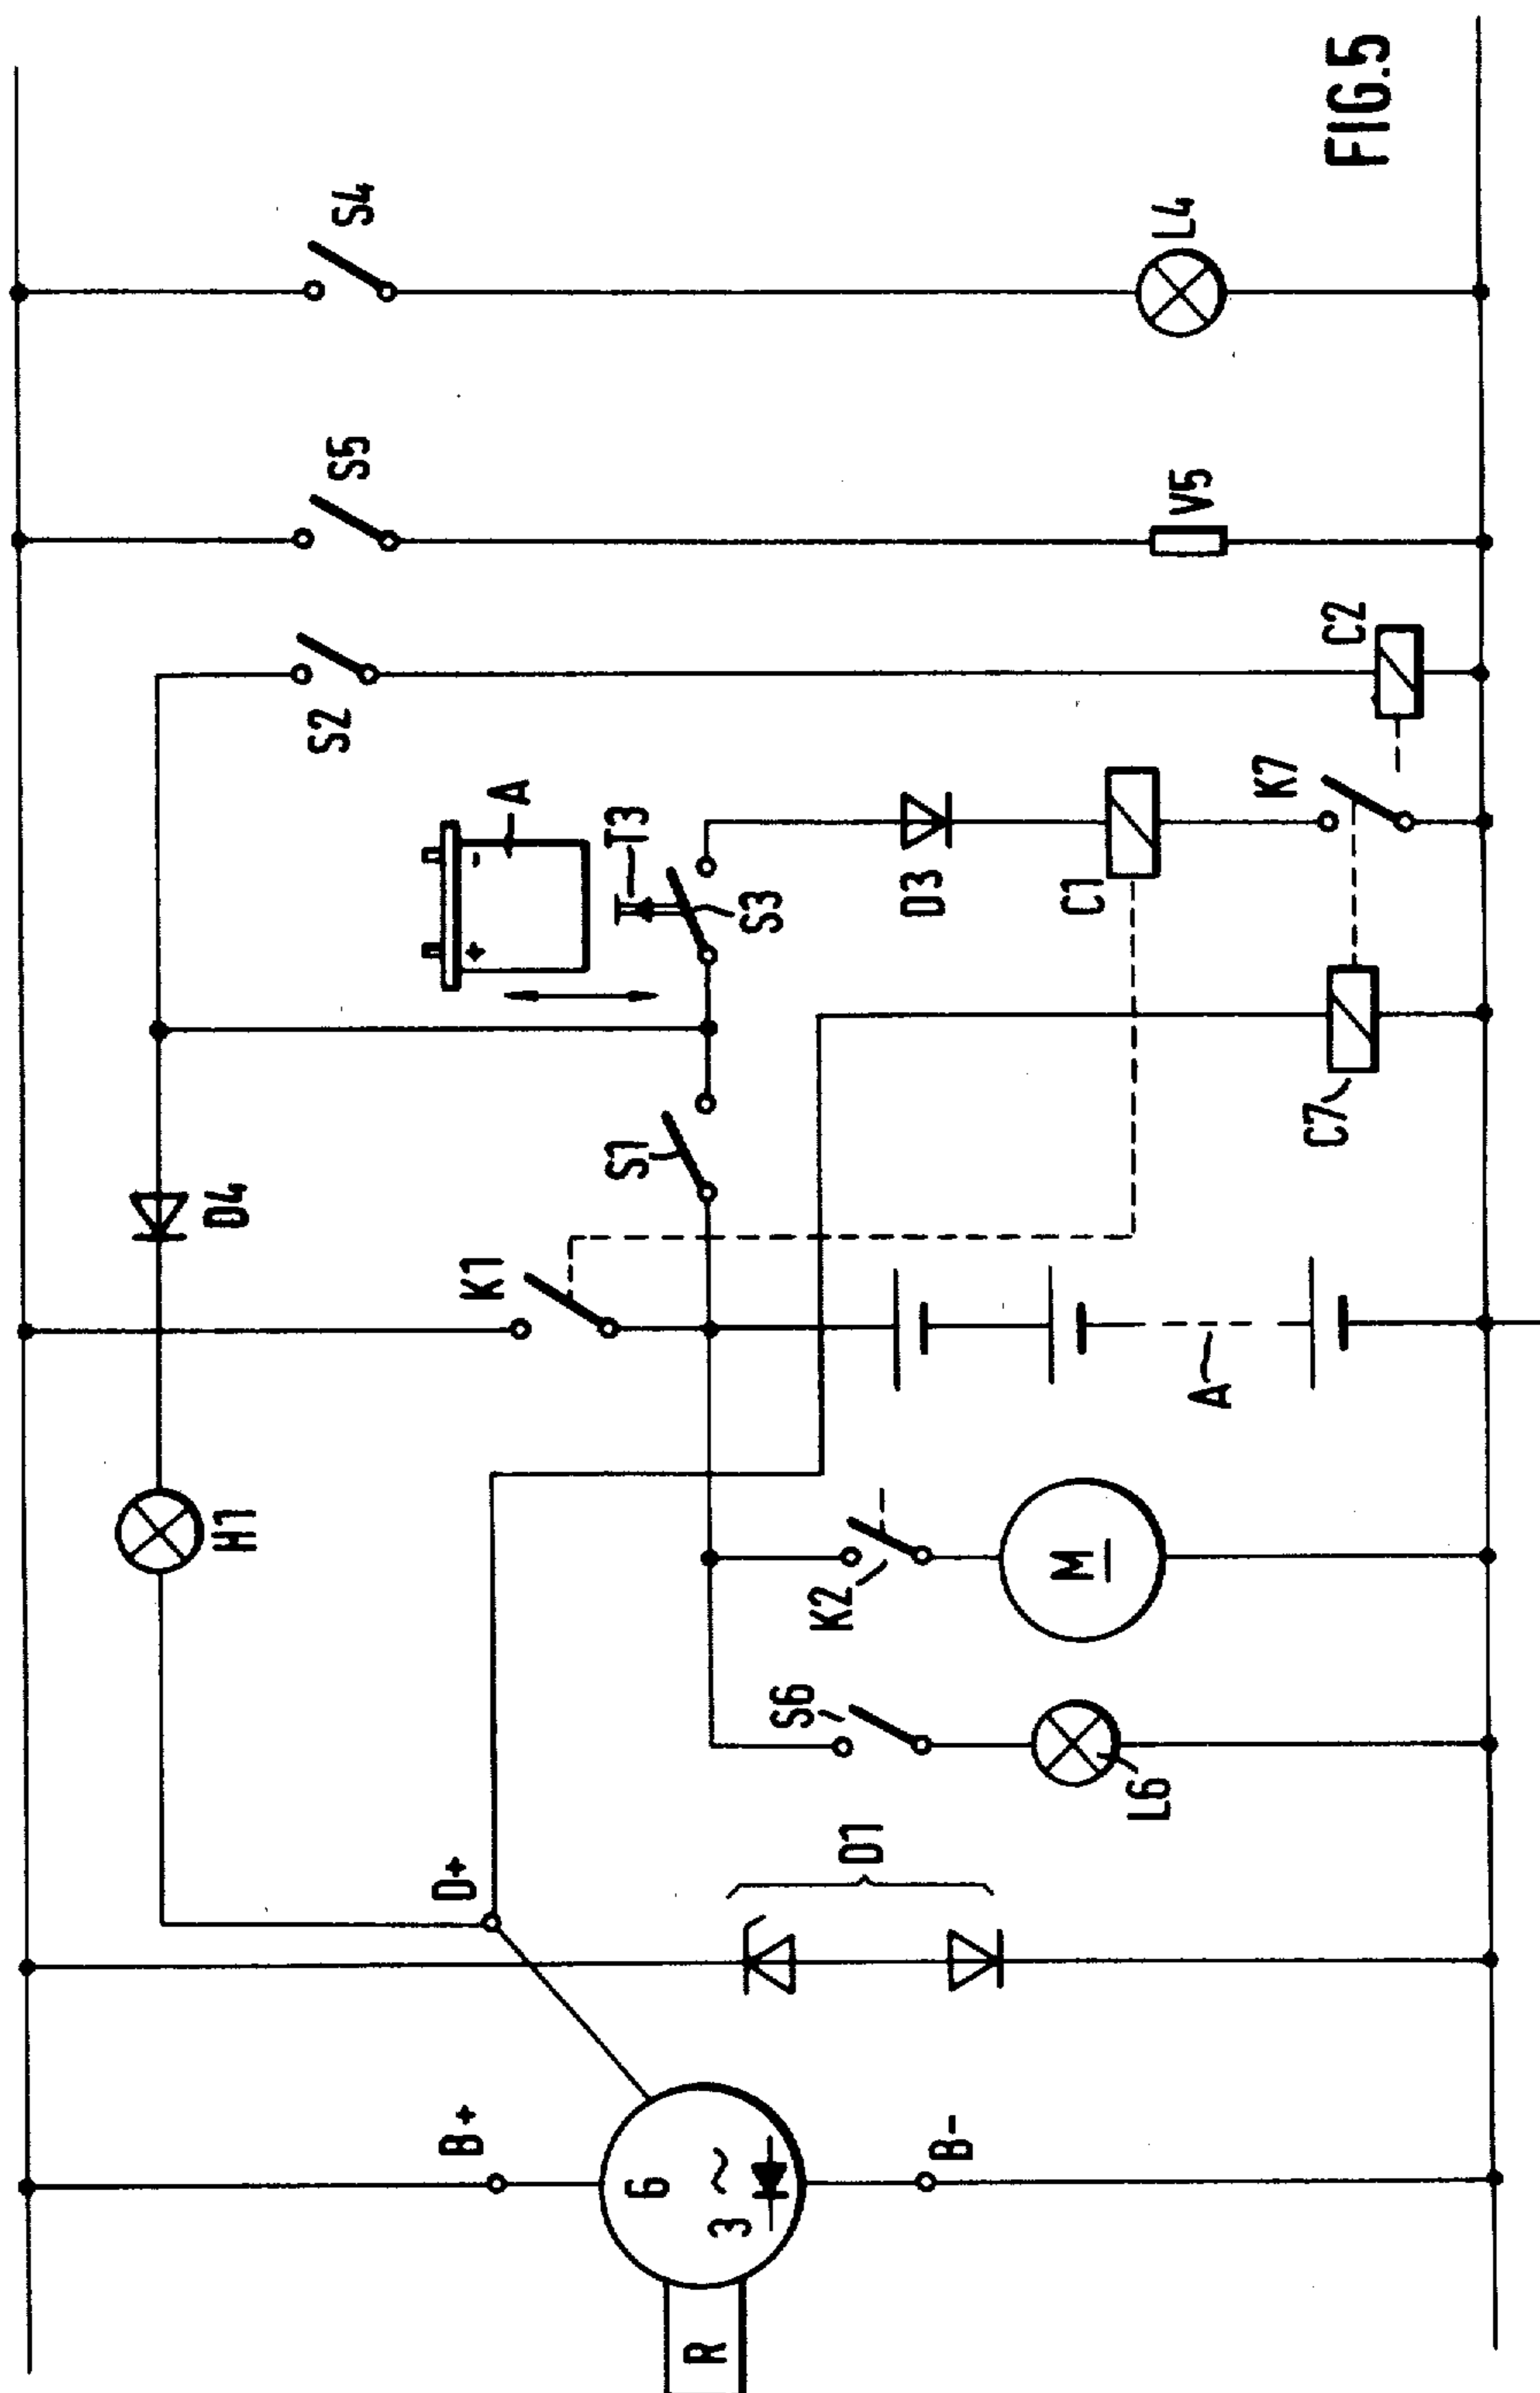 FIG.5
S4
L4
S5
V5
S2
C2
A
- +
T3
S3
D3
C1
K7
C7
S1
D4
K1
A
H1
K2
M
S6
L6
D+
D1
B+
G
3 ~
B-
R